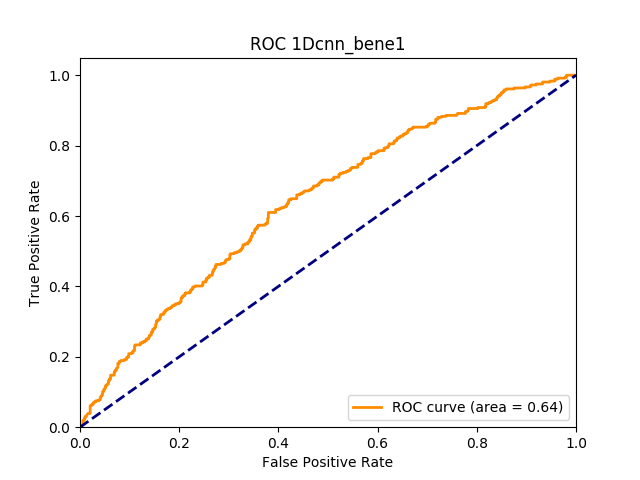 ROC 1Dcnn_bene1
True Positive Rate
1.0
0.8
0.6
0.4
0.2
0.0
ROC curve (area = 0.64)
0.0 0.2 0.4 0.6 0.8 1.0
False Positive Rate